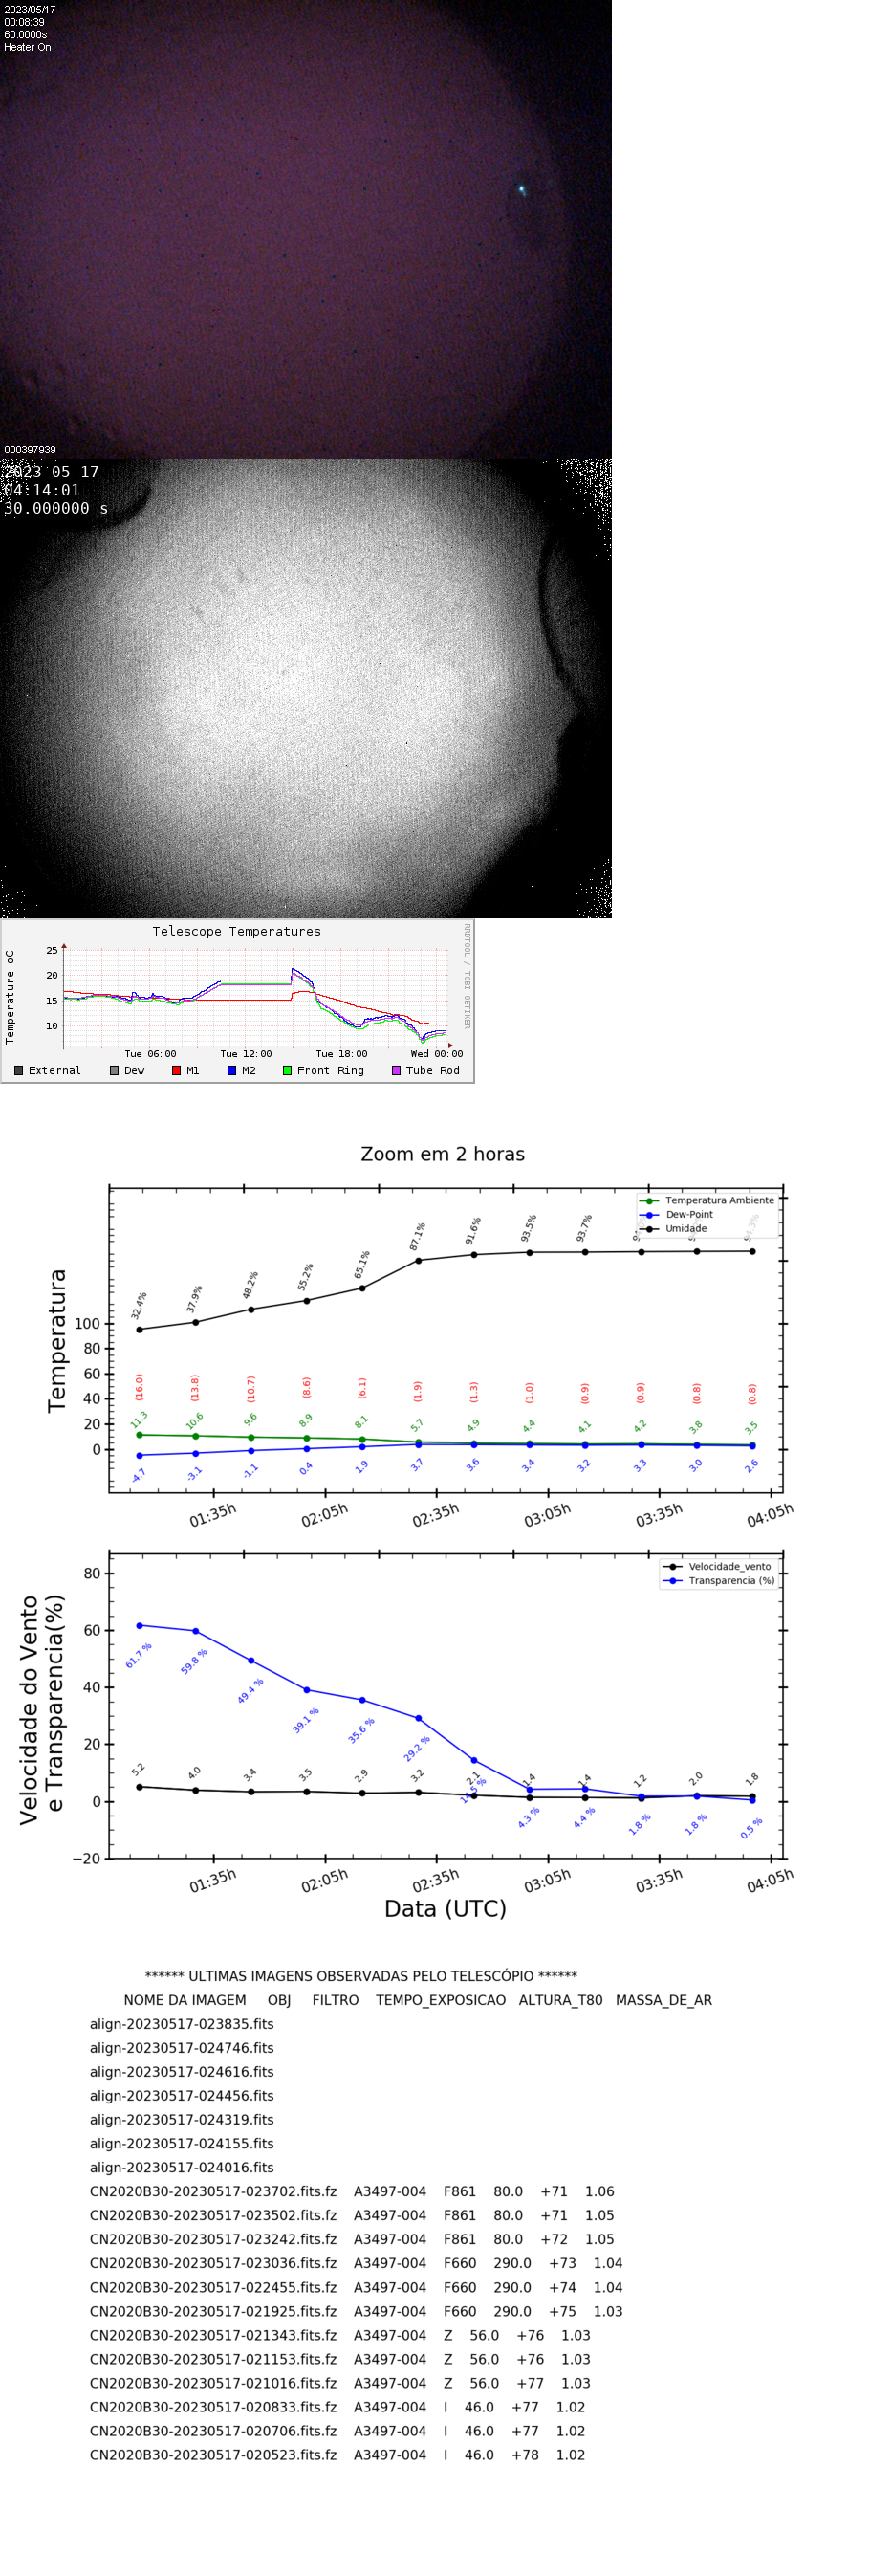 2023/05/17
00:08:39
60.0000s
Heater On
000397939
2023-05-17
04:14:01
30.000000 s
Telescope Temperatures
Temperature oC
25
20
15
10
Tue 06:00 Tue 12:00 Tue 18:00 Wed 00:00
External Dew M1 M2 Front Ring Tube Rod
RRDTOOL / TOBI OETIKER
Zoom em 2 horas
Temperatura Ambiente
Dew-Point
Umidade
Temperatura
100
80
60
40
20
0
32.4% 37.9% 48.2% 55.2% 65.1% 87.1% 91.6% 93.5% 93.7%
(16.0) (13.8) (10.7) (8.6) (6.1) (1.9) (1.3) (1.0) (0.9) (0.9) (0.8) (0.8)
11.3 10.6 9.6 8.9 8.1 5.7 4.9 4.4 4.1 4.2 3.8 3.5
-4.7 -3.1 -1.1 0.4 1.9 3.7 3.6 3.4 3.2 3.3 3.0 2.6
01:35h 02:05h 02:35h 03:05h 03:35h 04:05h
Velocidade_vento
Transparencia (%)
Velocidade do Vento
e Transparencia(%)
80
60
40
20
0
−20
61.7 % 59.8 % 49.4 % 39.1 % 35.6 % 29.2 % 4.3 % 4.4 % 1.8 % 1.8 % 0.5 %
5.2 4.0 3.4 3.5 2.9 3.2 2.1 1.4 1.4 1.2 2.0 1.8
01:35h 02:05h 02:35h 03:05h 03:35h 04:05h
Data (UTC)
****** ULTIMAS IMAGENS OBSERVADAS PELO TELESCÓPIO ******
NOME DA IMAGEM OBJ FILTRO TEMPO_EXPOSICAO ALTURA_T80 MASSA_DE_AR
align-20230517-023835.fits
align-20230517-024746.fits
align-20230517-024616.fits
align-20230517-024456.fits
align-20230517-024319.fits
align-20230517-024155.fits
align-20230517-024016.fits
CN2020B30-20230517-023702.fits.fz A3497-004 F861 80.0 +71 1.06
CN2020B30-20230517-023502.fits.fz A3497-004 F861 80.0 +71 1.05
CN2020B30-20230517-023242.fits.fz A3497-004 F861 80.0 +72 1.05
CN2020B30-20230517-023036.fits.fz A3497-004 F660 290.0 +73 1.04
CN2020B30-20230517-022455.fits.fz A3497-004 F660 290.0 +74 1.04
CN2020B30-20230517-021925.fits.fz A3497-004 F660 290.0 +75 1.03
CN2020B30-20230517-021343.fits.fz A3497-004 Z 56.0 +76 1.03
CN2020B30-20230517-021153.fits.fz A3497-004 Z 56.0 +76 1.03
CN2020B30-20230517-021016.fits.fz A3497-004 Z 56.0 +77 1.03
CN2020B30-20230517-020833.fits.fz A3497-004 I 46.0 +77 1.02
CN2020B30-20230517-020706.fits.fz A3497-004 I 46.0 +77 1.02
CN2020B30-20230517-020523.fits.fz A3497-004 I 46.0 +78 1.02